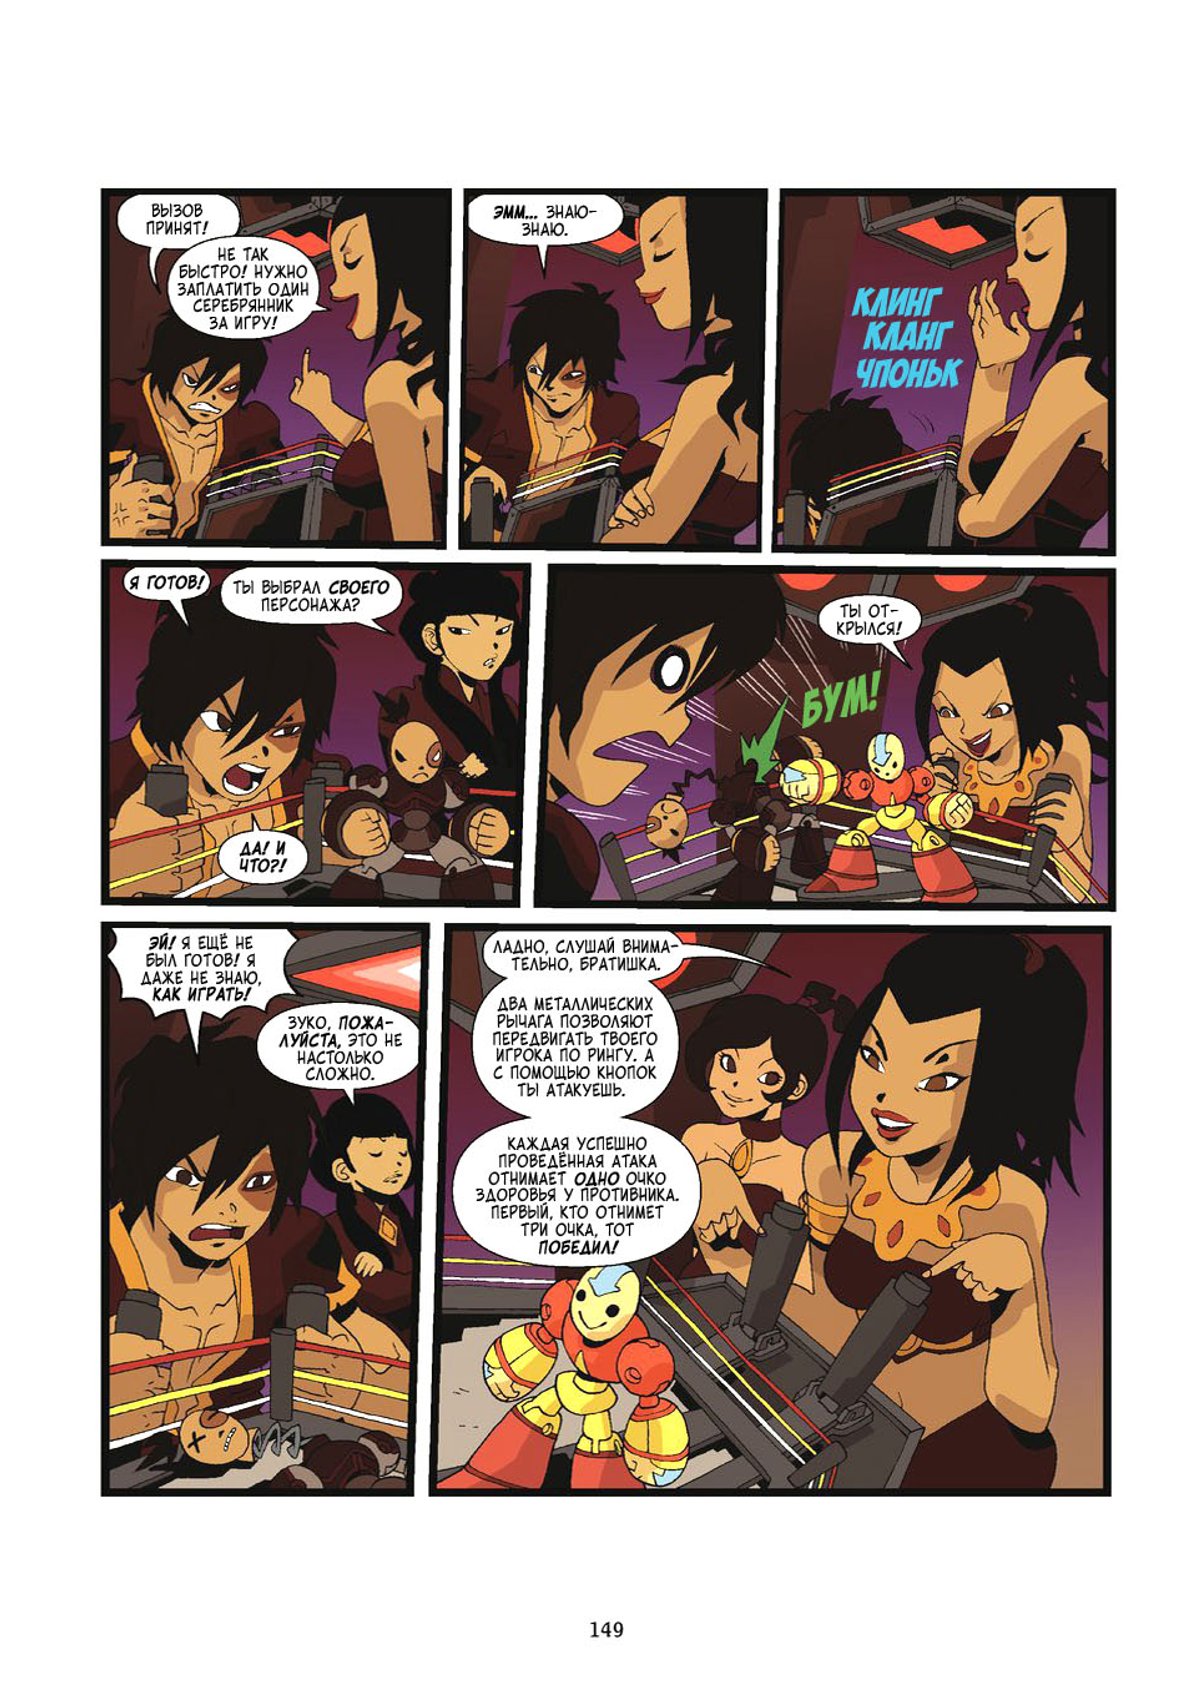 ВЫЗОВ
ПРИНЯТ!
НЕ ТАК
БЫСТРО! НУЖНО
ЗАПЛАТИТЬ ОДИН
СЕРЕБРЯННИК
ЗА ИГРУ!
ЭММ... ЗНАЮ-
ЗНАЮ.
КЛИНГ
КЛАНГ
ЧПОНЬК
Я ГОТОВ!
ТЫ ВЫБРАЛ СВОЕГО
ПЕРСОНАЖА?
ДА! И
ЧТО?!
ТЫ ОТ-
КРЫЛСЯ!
БУМ!
ЭЙ! Я ЕЩЁ НЕ
БЫЛ ГОТОВ! Я
ДАЖЕ НЕ ЗНАЮ,
КАК ИГРАТЬ!
ЗУКО, ПОЖА-
ЛУЙСТА, ЭТО НЕ
НАСТОЛЬКО
СЛОЖНО.
ЛАДНО, СЛУШАЙ ВНИМА-
ТЕЛЬНО, БРАТИШКА.
ДВА МЕТАЛЛИЧЕСКИХ
РЫЧАГА ПОЗВОЛЯЮТ
ПЕРЕДВИГАТЬ ТВОЕГО
ИГРОКА ПО РИНГУ. А
С ПОМОЩЬЮ КНОПОК
ТЫ АТАКУЕШЬ.
КАЖДАЯ УСПЕШНО
ПРОВЕДЁННАЯ АТАКА
ОТНИМАЕТ ОДНО ОЧКО
ЗДОРОВЬЯ У ПРОТИВНИКА.
ПЕРВЫЙ, КТО ОТНИМЕТ
ТРИ ОЧКА, ТОТ
ПОБЕДИЛ!
149